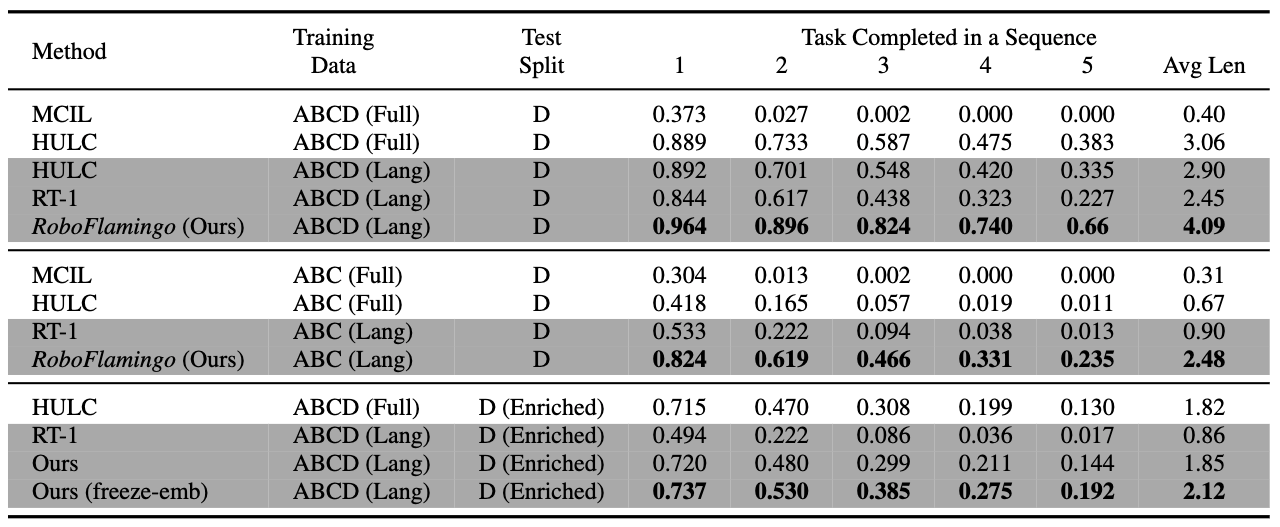 Method Training Data Test Split Task Completed in a Sequence
1 2 3 4 5 Avg Len
MCIL ABCD (Full) D 0.373 0.027 0.002 0.000 0.000 0.40
HULC ABCD (Full) D 0.889 0.733 0.587 0.475 0.383 3.06
HULC ABCD (Lang) D 0.892 0.701 0.548 0.420 0.335 2.90
RT-1 ABCD (Lang) D 0.844 0.617 0.438 0.323 0.227 2.45
RoboFlamingo (Ours) ABCD (Lang) D 0.964 0.896 0.824 0.740 0.66 4.09
MCIL ABC (Full) D 0.304 0.013 0.002 0.000 0.000 0.31
HULC ABC (Full) D 0.418 0.165 0.057 0.019 0.011 0.67
RT-1 ABC (Lang) D 0.533 0.222 0.094 0.038 0.013 0.90
RoboFlamingo (Ours) ABC (Lang) D 0.824 0.619 0.466 0.331 0.235 2.48
HULC ABCD (Full) D (Enriched) 0.715 0.470 0.308 0.199 0.130 1.82
RT-1 ABCD (Lang) D (Enriched) 0.494 0.222 0.086 0.036 0.017 0.86
Ours ABCD (Lang) D (Enriched) 0.720 0.480 0.299 0.211 0.144 1.85
Ours (freeze-emb) ABCD (Lang) D (Enriched) 0.737 0.530 0.385 0.275 0.192 2.12